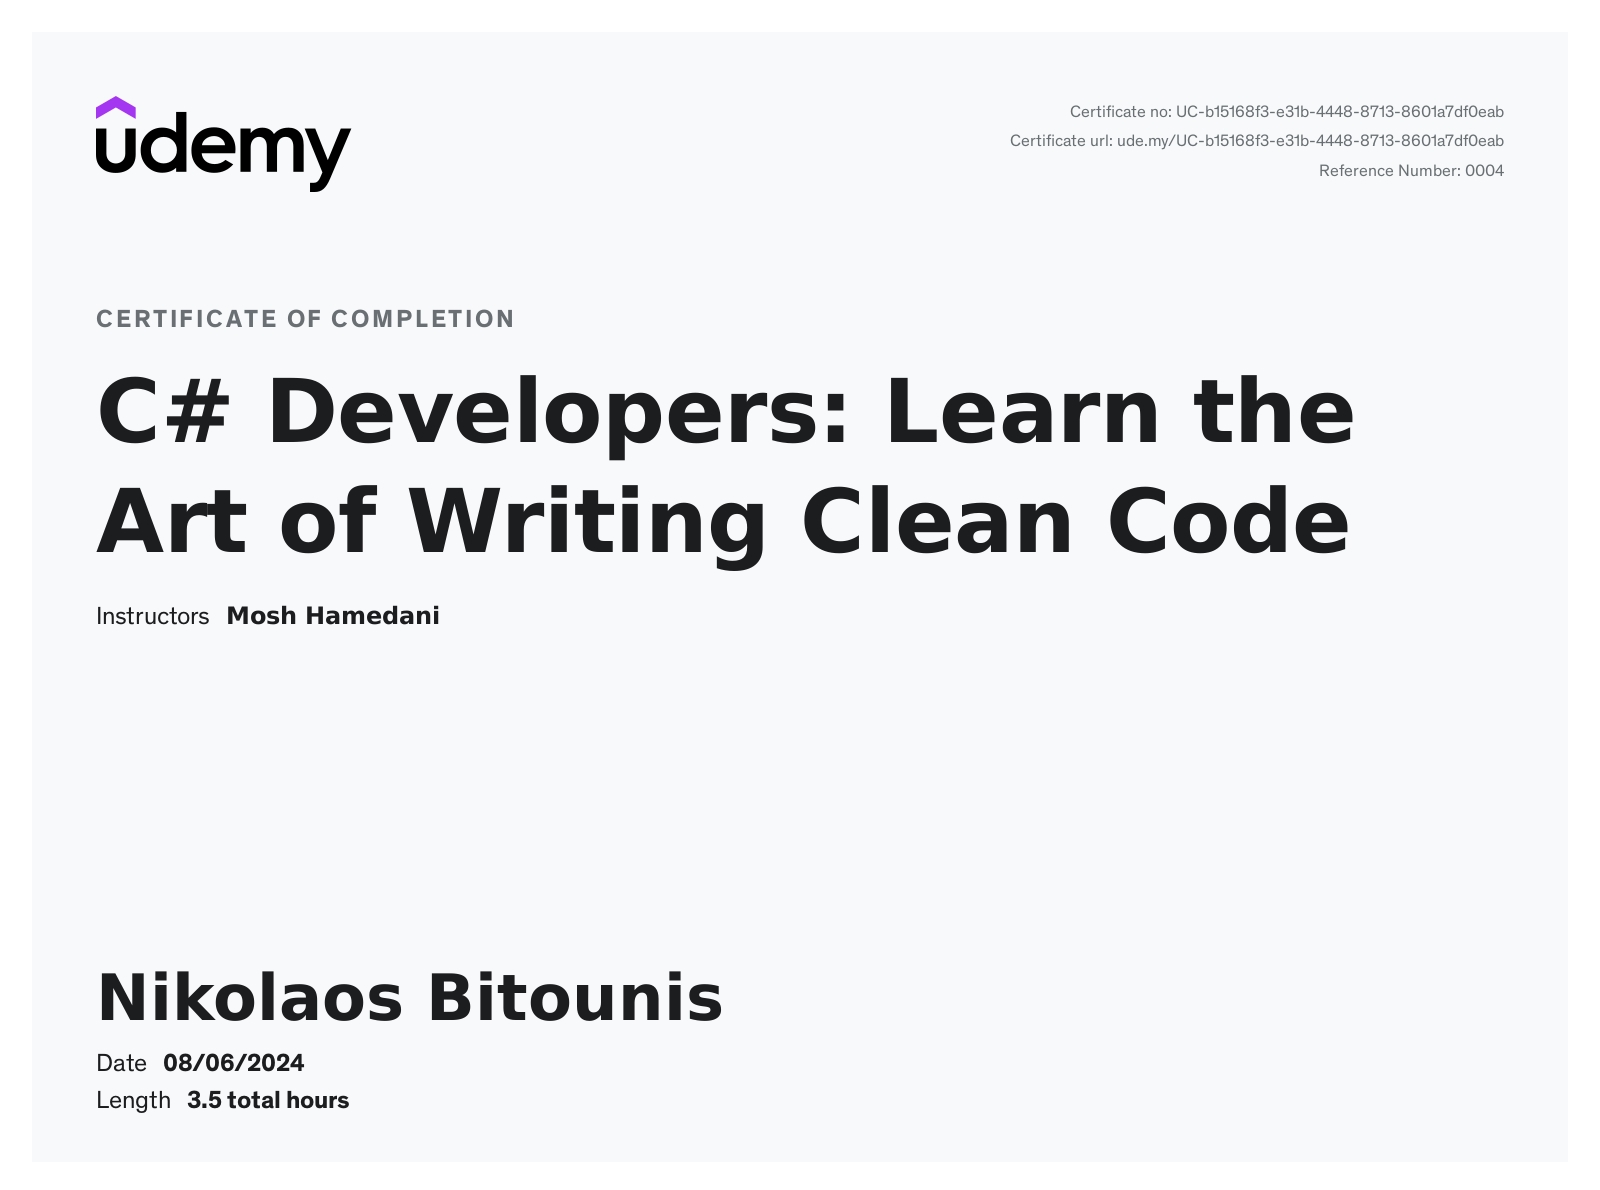 udemy
Certificate no: UC-b15168f3-e31b-4448-8713-8601a7df0eab
Certificate url: ude.my/UC-b15168f3-e31b-4448-8713-8601a7df0eab
Reference Number: 0004
CERTIFICATE OF COMPLETION
C# Developers: Learn the
Art of Writing Clean Code
Instructors Mosh Hamedani
Nikolaos Bitounis
Date 08/06/2024
Length 3.5 total hours